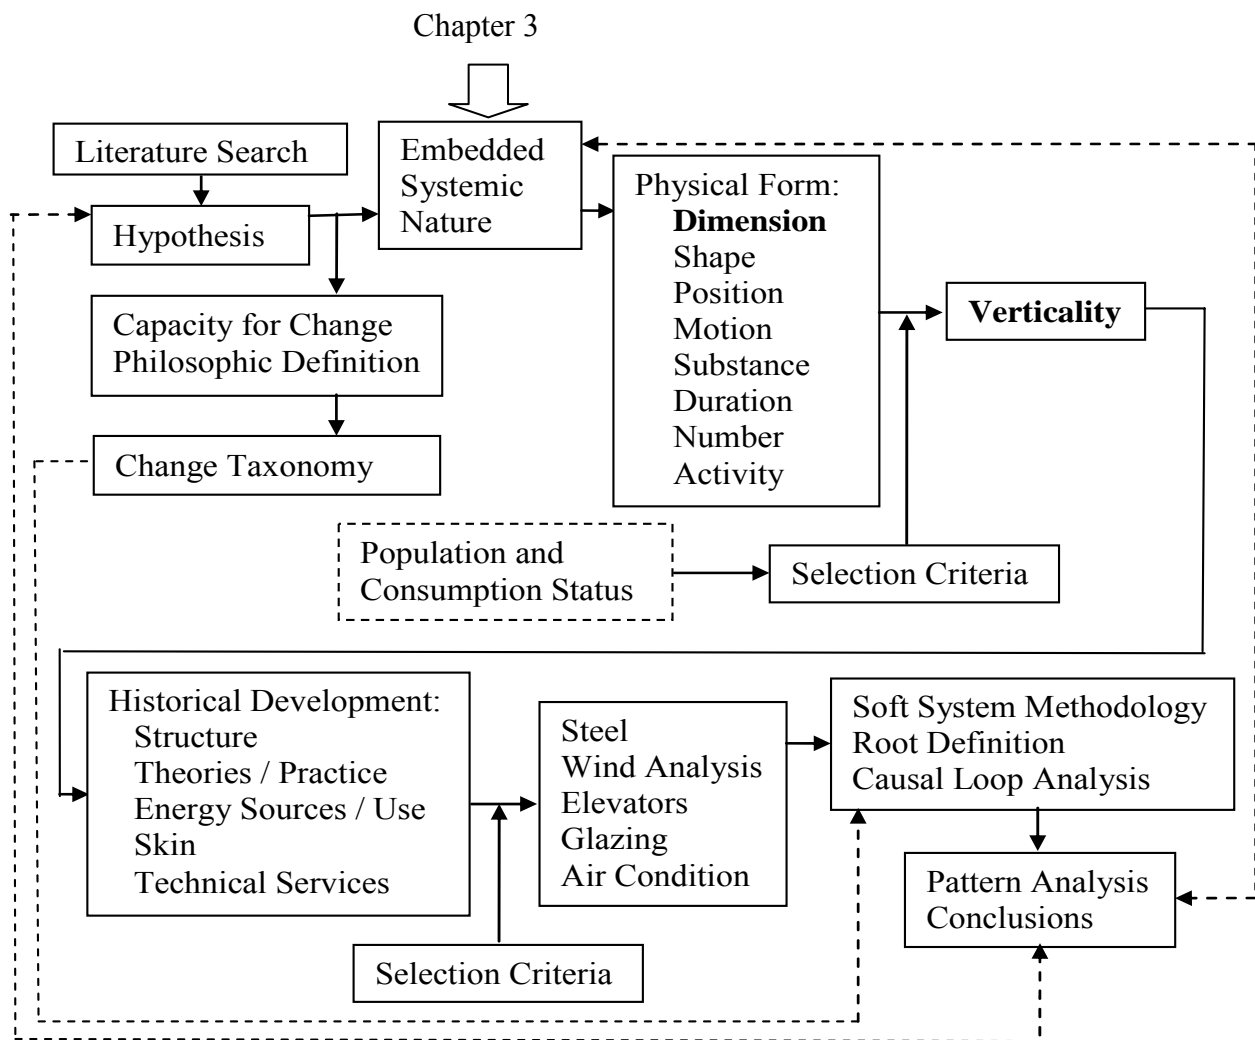 Chapter 3
Literature Search
Hypothesis
Embedded
Systemic
Nature
Capacity for Change
Philosophic Definition
Change Taxonomy
Physical Form:
Dimension
Shape
Position
Motion
Substance
Duration
Number
Activity
Verticality
Population and
Consumption Status
Selection Criteria
Historical Development:
Structure
Theories / Practice
Energy Sources / Use
Skin
Technical Services
Selection Criteria
Steel
Wind Analysis
Elevators
Glazing
Air Condition
Soft System Methodology
Root Definition
Causal Loop Analysis
Pattern Analysis
Conclusions